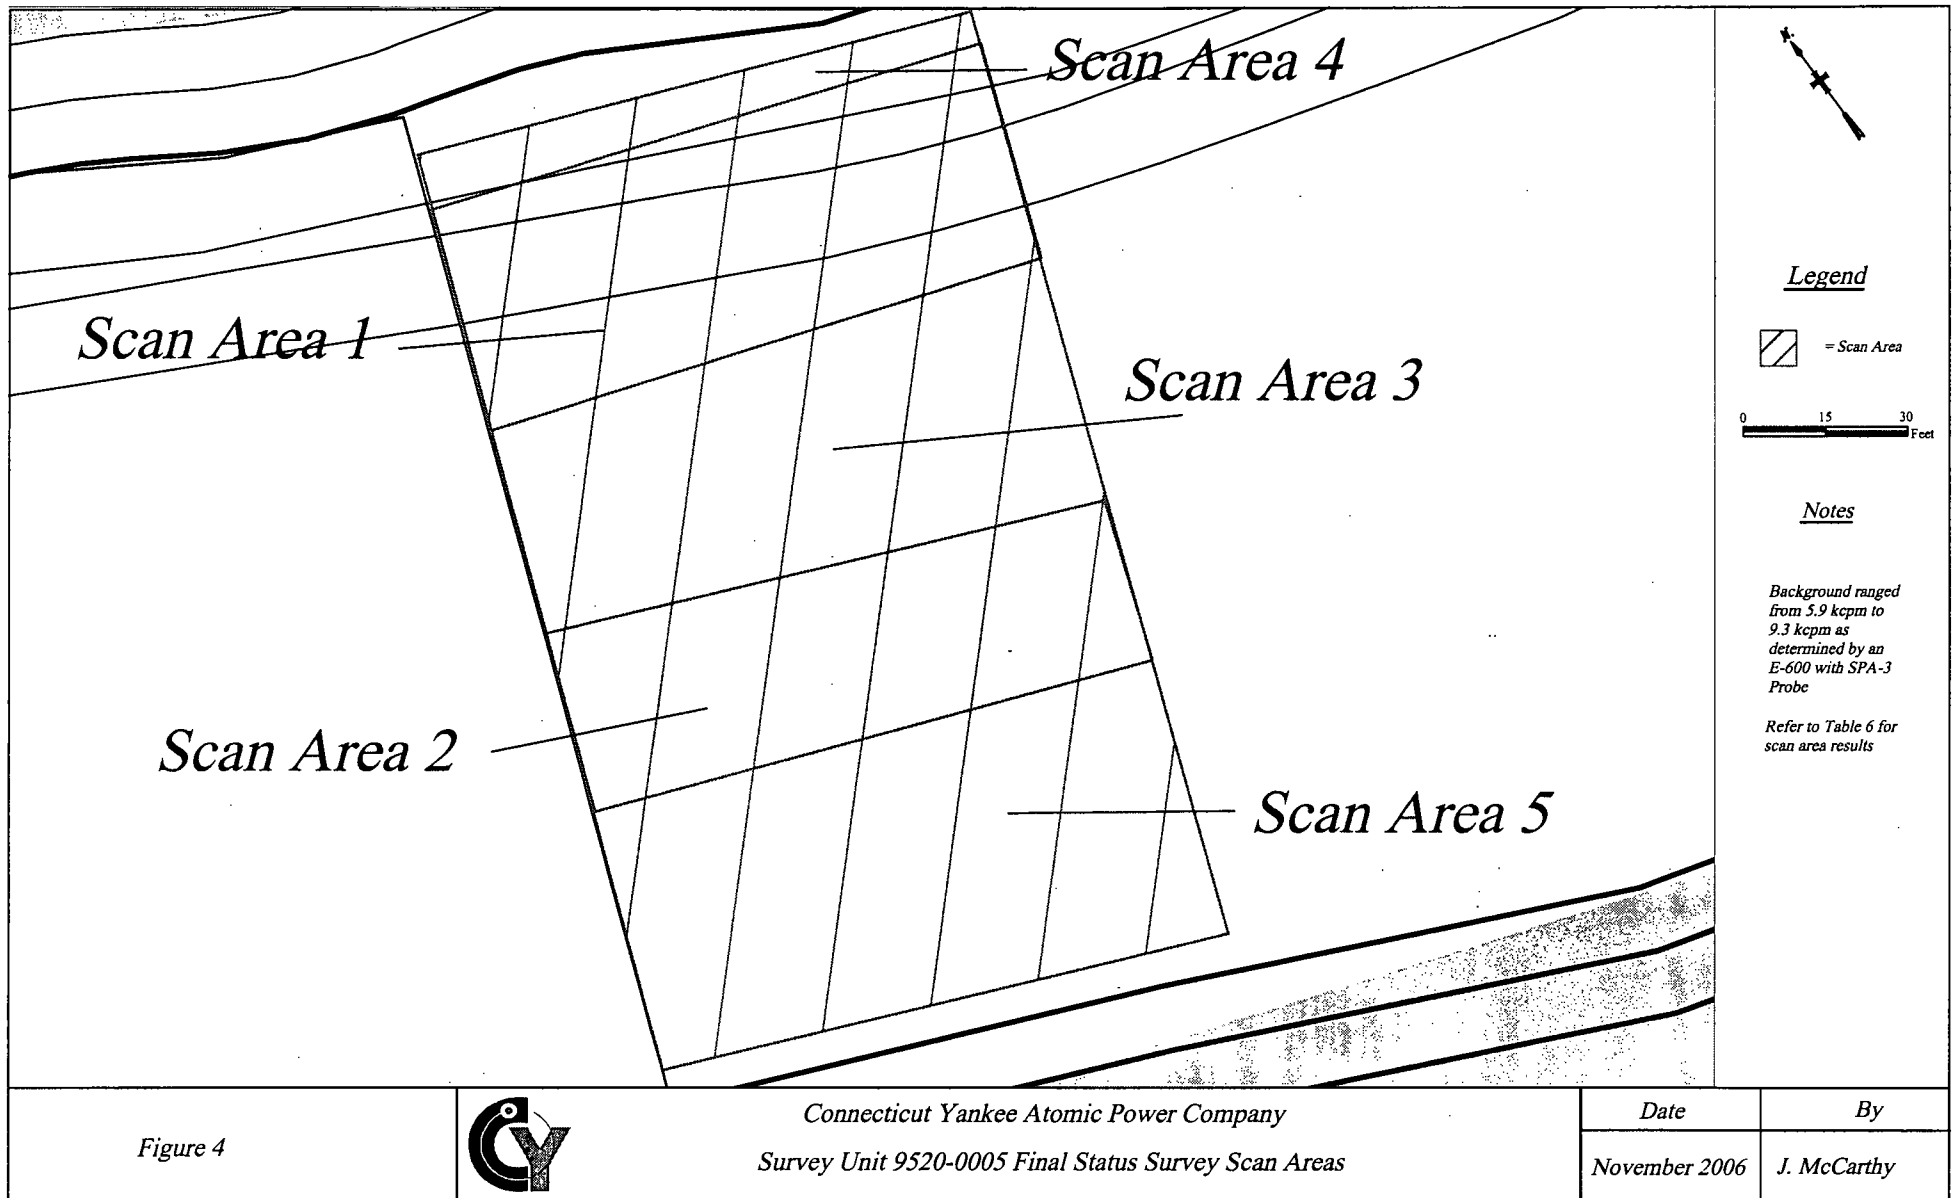 Scan Area 4
Scan Area 1
Scan Area 3
Scan Area 2
Scan Area 5
N
Legend
= Scan Area
0 15 30
Feet
Notes
Background ranged
from 5.9 kcpm to
9.3 kcpm as
determined by an
E-600 with SPA-3
Probe
Refer to Table 6 for
scan area results
Figure 4
CY
Connecticut Yankee Atomic Power Company
Survey Unit 9520-0005 Final Status Survey Scan Areas
Date
By
November 2006
J. McCarthy